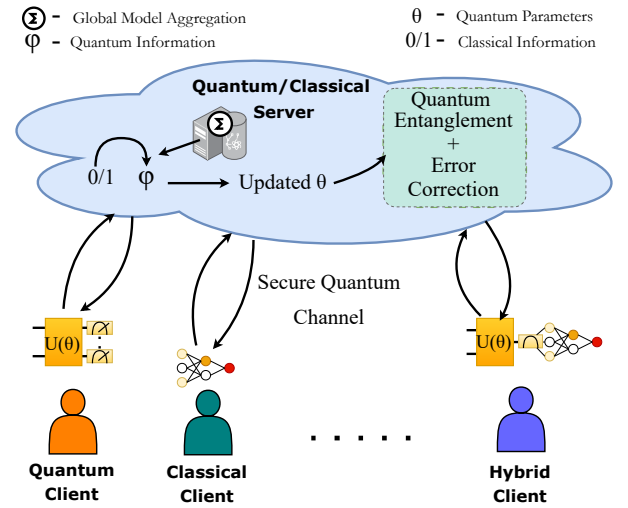 Σ – Global Model Aggregation
θ – Quantum Parameters
φ – Quantum Information
0/1 – Classical Information
Quantum/Classical
Server
Σ
0/1 φ Updated θ
Quantum
Entanglement
+
Error
Correction
Secure Quantum
Channel
U(θ)
U(θ)
. . . . .
Quantum
Client
Classical
Client
Hybrid
Client